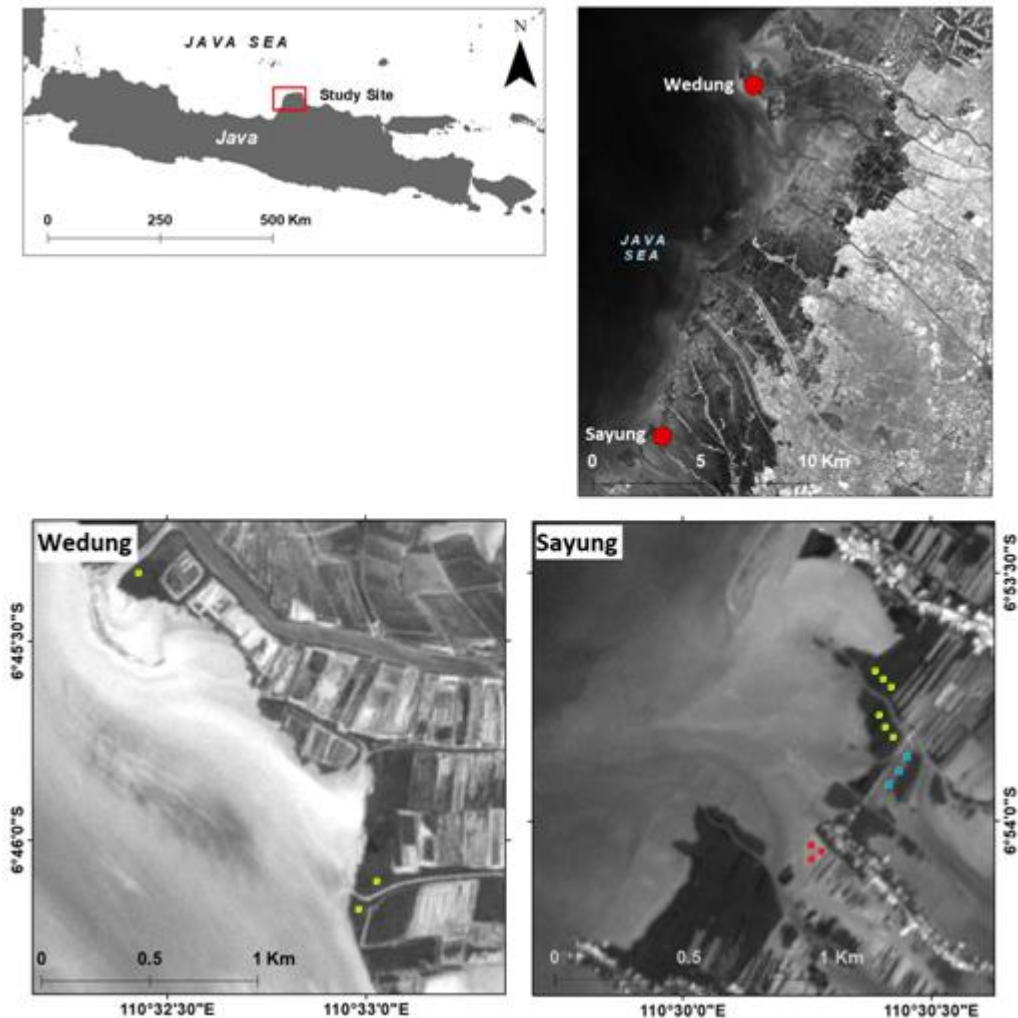 JAVA SEA
N
Study Site
Java
0 250 500 Km
Wedung
JAVA
SEA
Sayung
0 5 10 Km
Wedung
6°45'30"S
6°46'0"S
0 0.5 1 Km
110°32'30"E 110°33'0"E
Sayung
6°53'30"S
6°54'0"S
0 0.5 1 Km
110°30'0"E 110°30'30"E